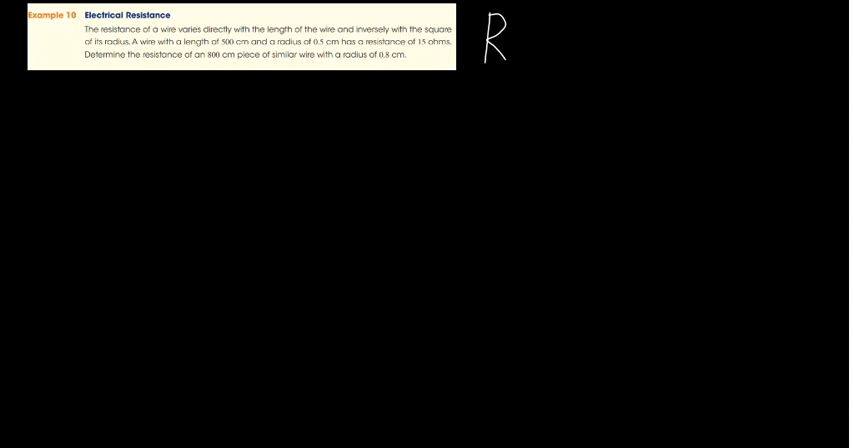 Example 10 Electrical Resistance
The resistance of a wire varies directly with the length of the wire and inversely with the square
of its radius. A wire with a length of 500 cm and a radius of 0.5 cm has a resistance of 15 ohms.
Determine the resistance of an 800 cm piece of similar wire with a radius of 0.8 cm.
R